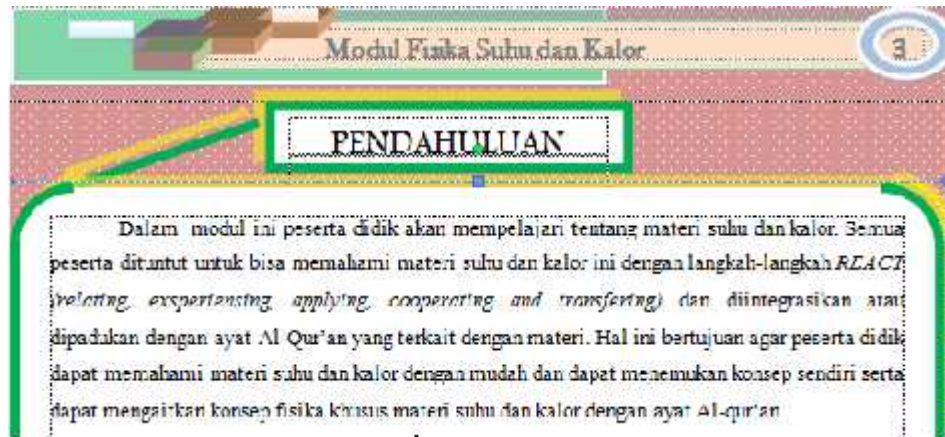 Modul Fisika Suhu dan Kalor
3
PENDAHULUAN
Dalam modul ini peserta didik akan mempelajari tentang materi suhu dan kalor. Semua
peserta dituntut untuk bisa memahami materi suhu dan kalor ini dengan langkah-langkah REACT
(relating, exsperiansing, applying, cooperating and transfering) dan diintegrasikan atau
dipadukan dengan ayat Al Qur'an yang terkait dengan materi. Hal ini bertujuan agar peserta didik
dapat memahami materi suhu dan kalor dengan mudah dan dapat menemukan konsep sendiri serta
dapat mengaitkan konsep fisika khusus materi suhu dan kalor dengan ayat Al-qur'an